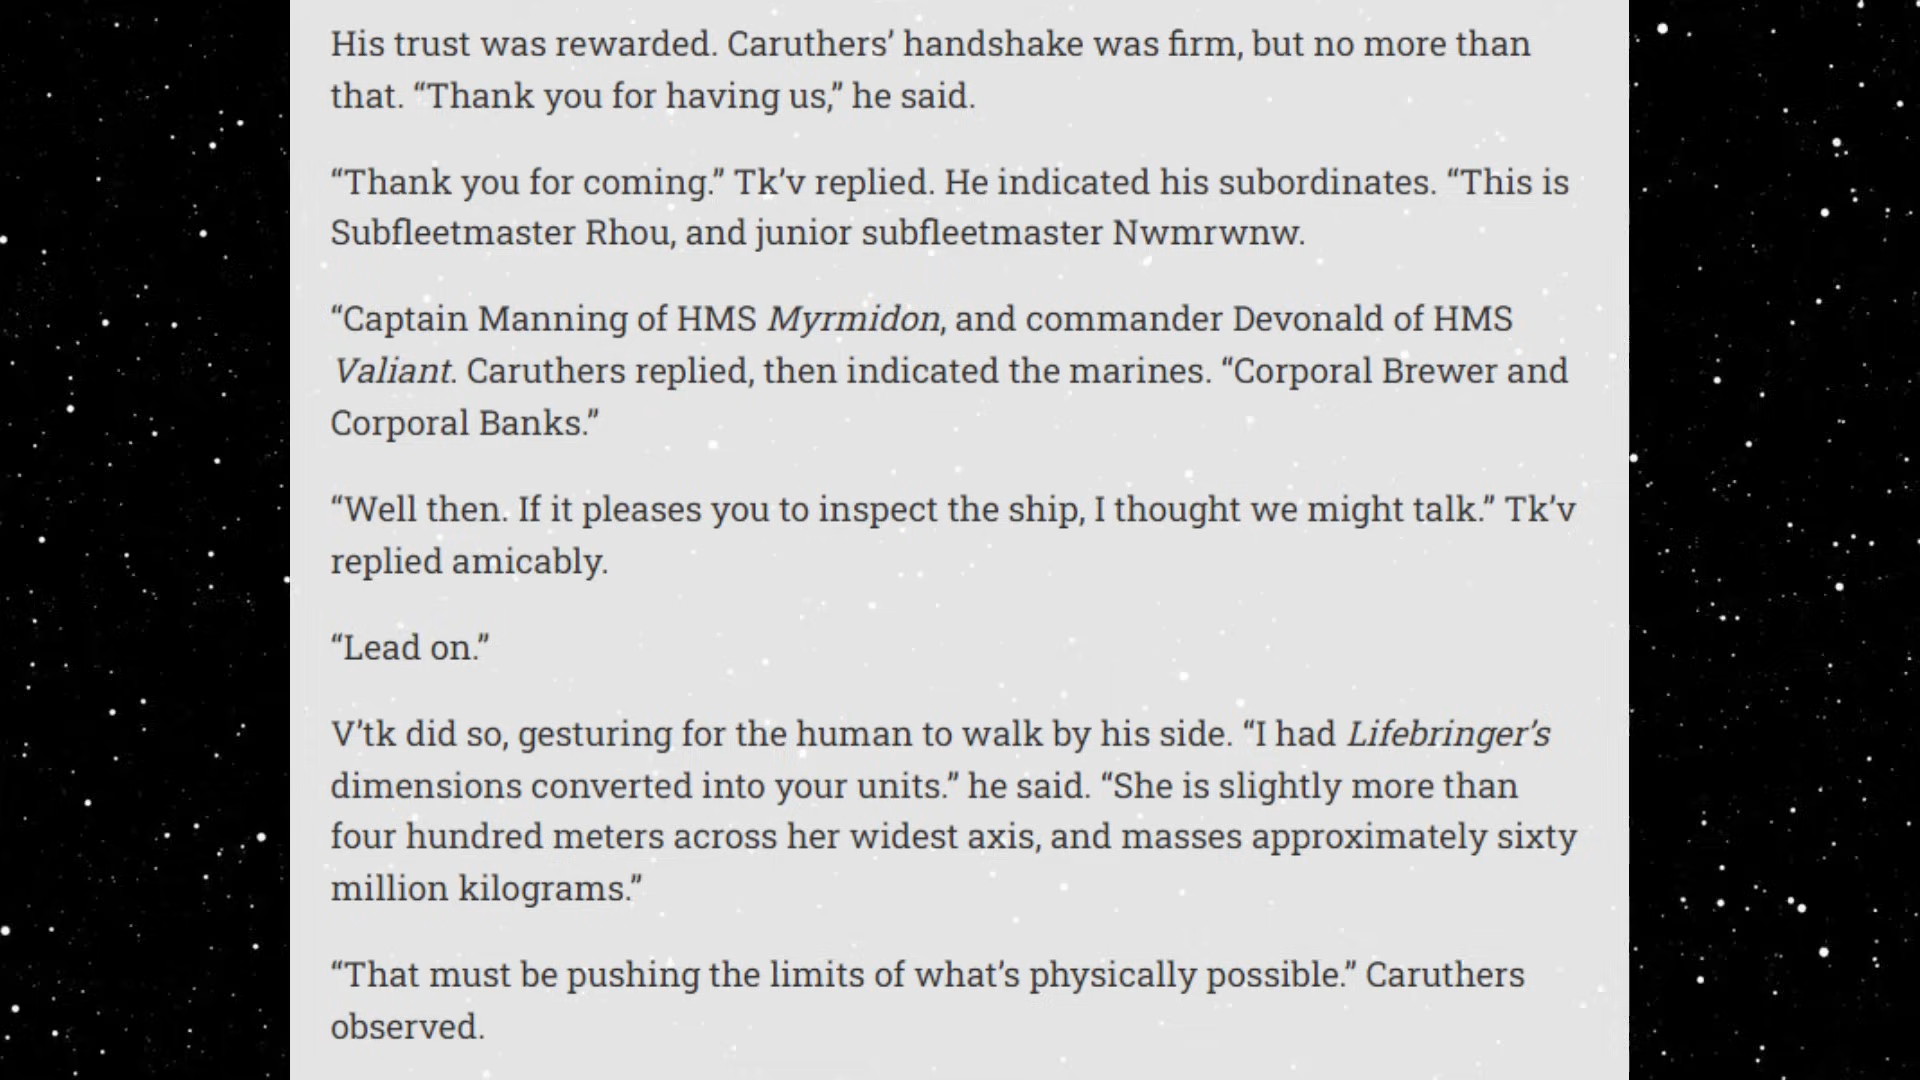 His trust was rewarded. Caruthers’ handshake was firm, but no more than
that. “Thank you for having us,” he said.
“Thank you for coming.” Tk’v replied. He indicated his subordinates. “This is
Subfleetmaster Rhou, and junior subfleetmaster Nwmrwnw.
“Captain Manning of HMS Myrmidon, and commander Devonald of HMS
Valiant. Caruthers replied, then indicated the marines. “Corporal Brewer and
Corporal Banks.”
“Well then. If it pleases you to inspect the ship, I thought we might talk.” Tk’v
replied amicably.
“Lead on.”
V’tk did so, gesturing for the human to walk by his side. “I had Lifebringer’s
dimensions converted into your units.” he said. “She is slightly more than
four hundred meters across her widest axis, and masses approximately sixty
million kilograms.”
“That must be pushing the limits of what’s physically possible.” Caruthers
observed.